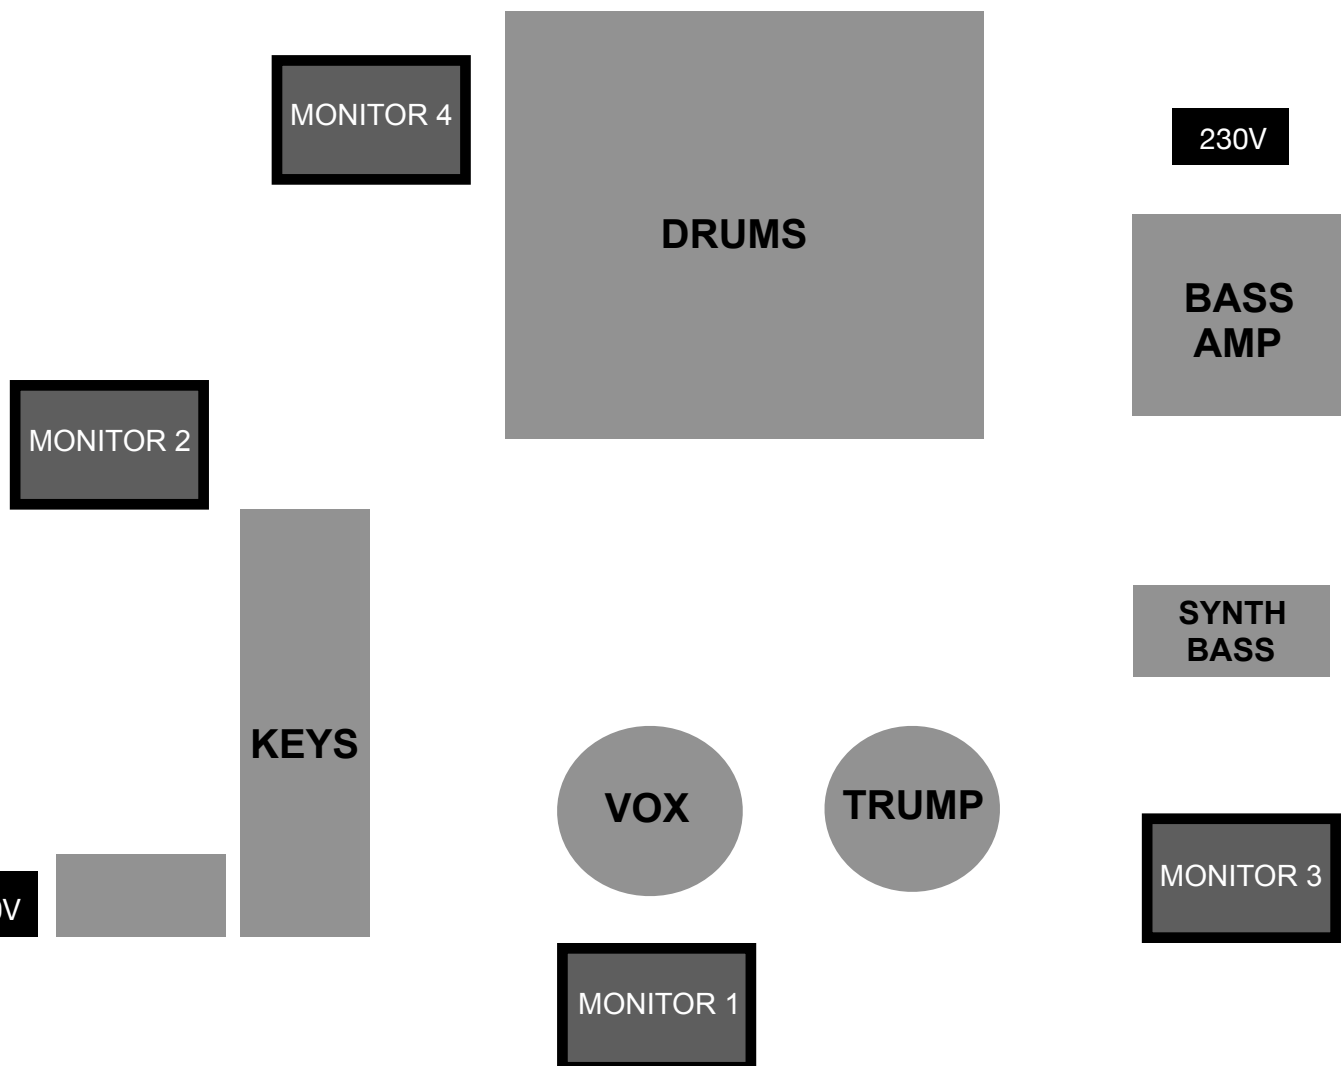 MONITOR 4
230V
DRUMS
BASS
AMP
MONITOR 2
SYNTH
BASS
KEYS
VOX
TRUMP
MONITOR 3
MONITOR 1